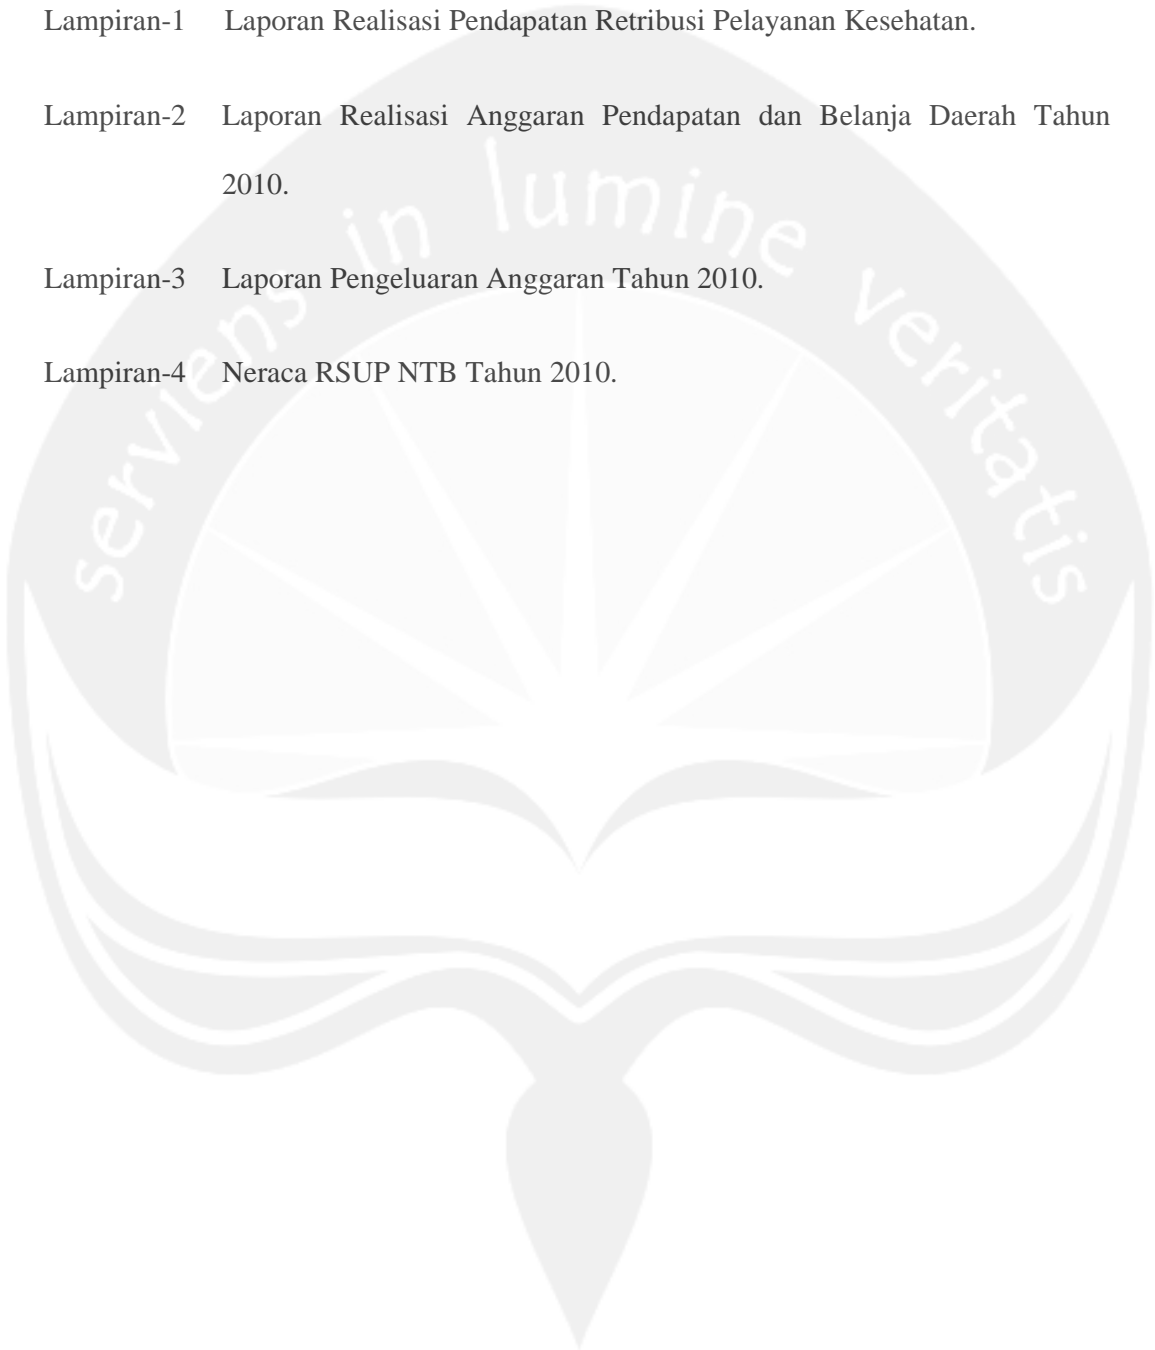 Lampiran-1 Laporan Realisasi Pendapatan Retribusi Pelayanan Kesehatan.
Lampiran-2 Laporan Realisasi Anggaran Pendapatan dan Belanja Daerah Tahun
2010.
Lampiran-3 Laporan Pengeluaran Anggaran Tahun 2010.
Lampiran-4 Neraca RSUP NTB Tahun 2010.
serviens in lumine veritatis